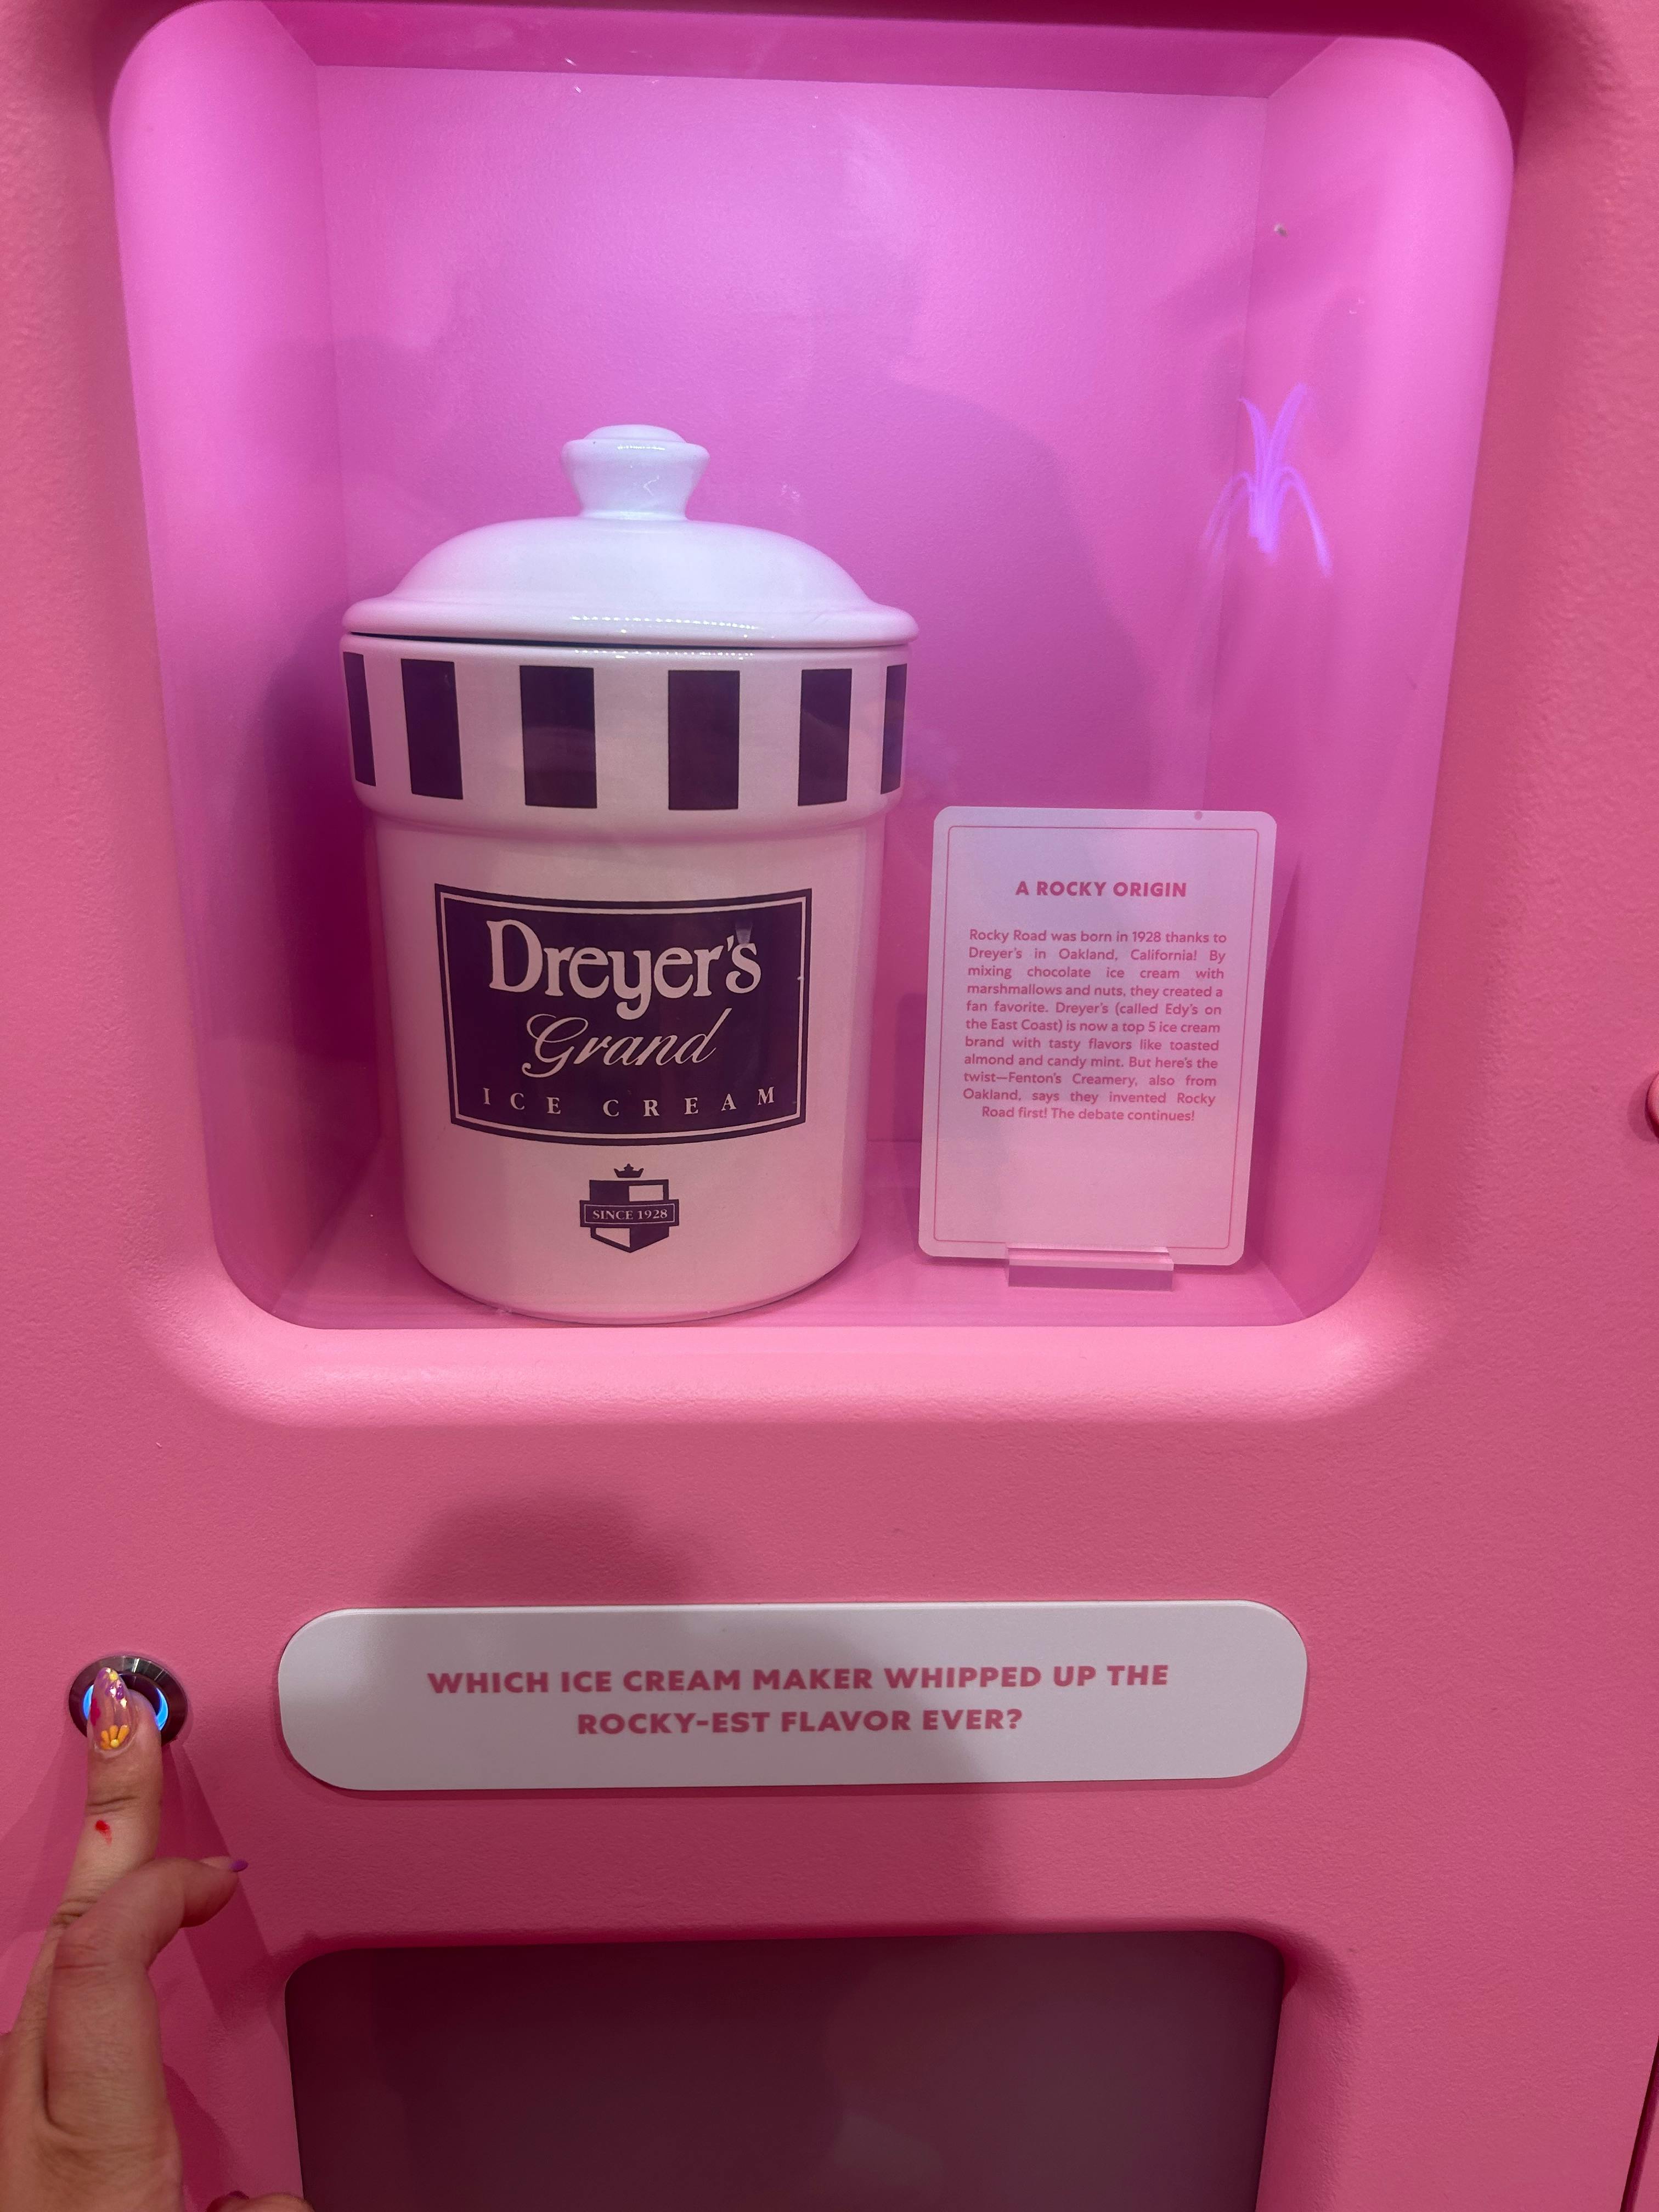 Dreyer's
Grand
ICE CREAM
SINCE 1928
A ROCKY ORIGIN
Rocky Road was born in 1928 thanks to
Dreyer's in Oakland, California! By
mixing chocolate ice cream with
marshmallows and nuts, they created a
fan favorite. Dreyer's (called Edy's on
the East Coast) is now a top 5 ice cream
brand with tasty flavors like toasted
almond and candy mint. But here's the
twist—Fenton's Creamery, also from
Oakland, says they invented Rocky
Road first! The debate continues!
WHICH ICE CREAM MAKER WHIPPED UP THE
ROCKY-EST FLAVOR EVER?